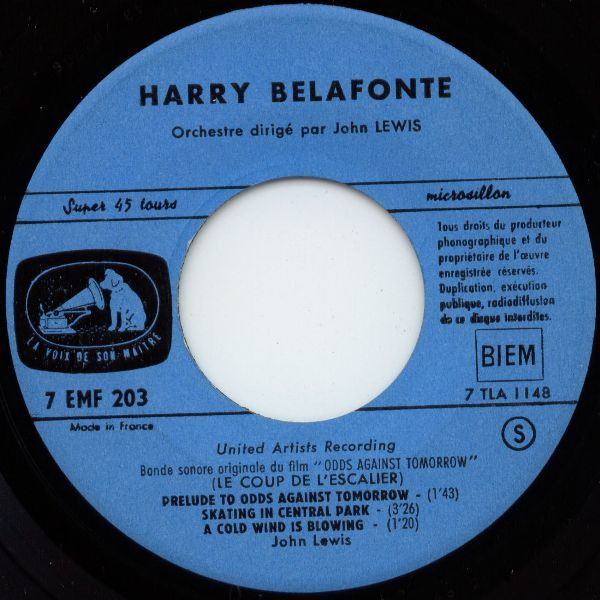 HARRY BELAFONTE
Orchestre dirigé par John LEWIS
Super 45 tours
microsillon
Tous droits du producteur
phonographique et du
propriétaire de l'œuvre
enregistrée réservés.
Duplication, exécution
publique, radiodiffusion
de ce disque interdites.
LA VOIX DE SON MAITRE
BIEM
7 EMF 203
7 TLA 1148
Made in France
S
United Artists Recording
Bande sonore originale du film "ODDS AGAINST TOMORROW"
(LE COUP DE L'ESCALIER)
PRELUDE TO ODDS AGAINST TOMORROW - (1'43)
SKATING IN CENTRAL PARK - (3'26)
A COLD WIND IS BLOWING - (1'20)
John Lewis